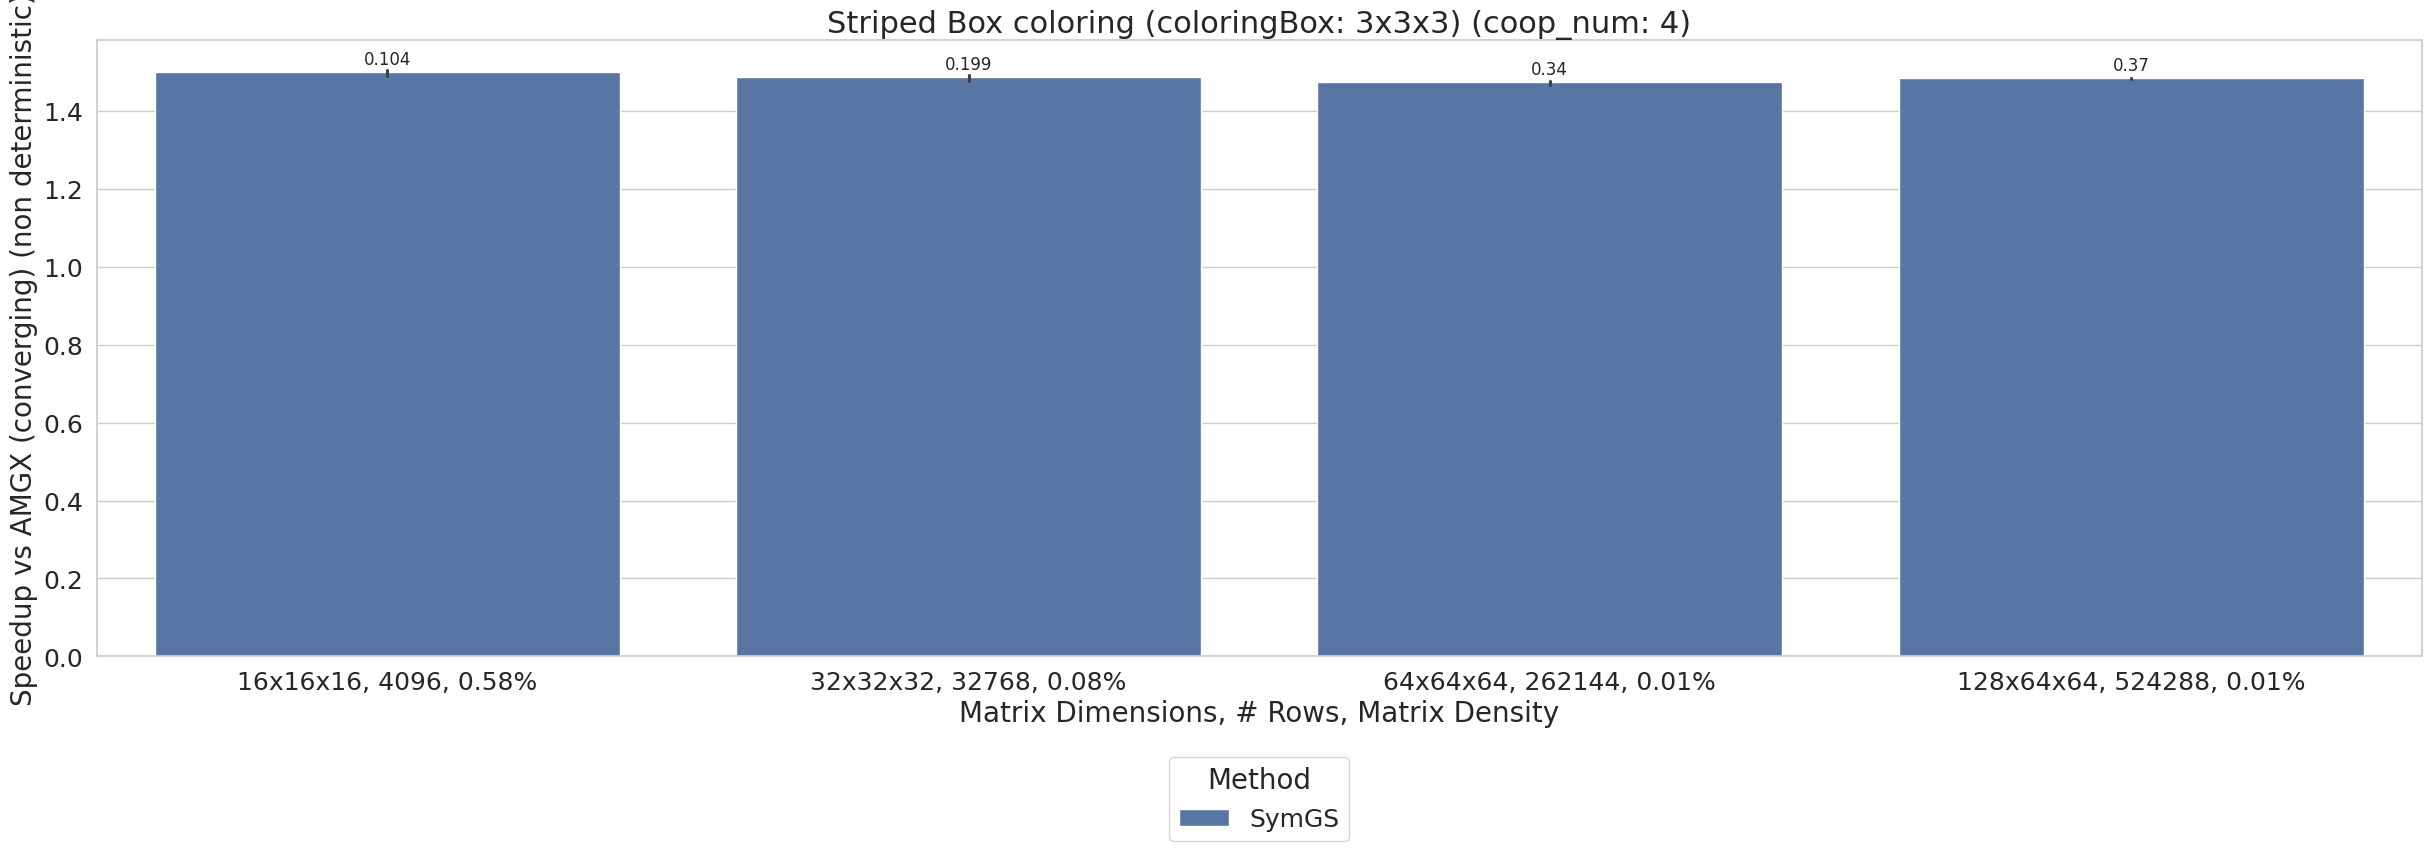 Striped Box coloring (coloringBox: 3x3x3) (coop_num: 4)
Speedup vs AMGX (converging) (non deterministic)
1.4
1.2
1.0
0.8
0.6
0.4
0.2
0.0
0.104
0.199
0.34
0.37
16x16x16, 4096, 0.58%
32x32x32, 32768, 0.08%
64x64x64, 262144, 0.01%
128x64x64, 524288, 0.01%
Matrix Dimensions, # Rows, Matrix Density
Method
SymGS